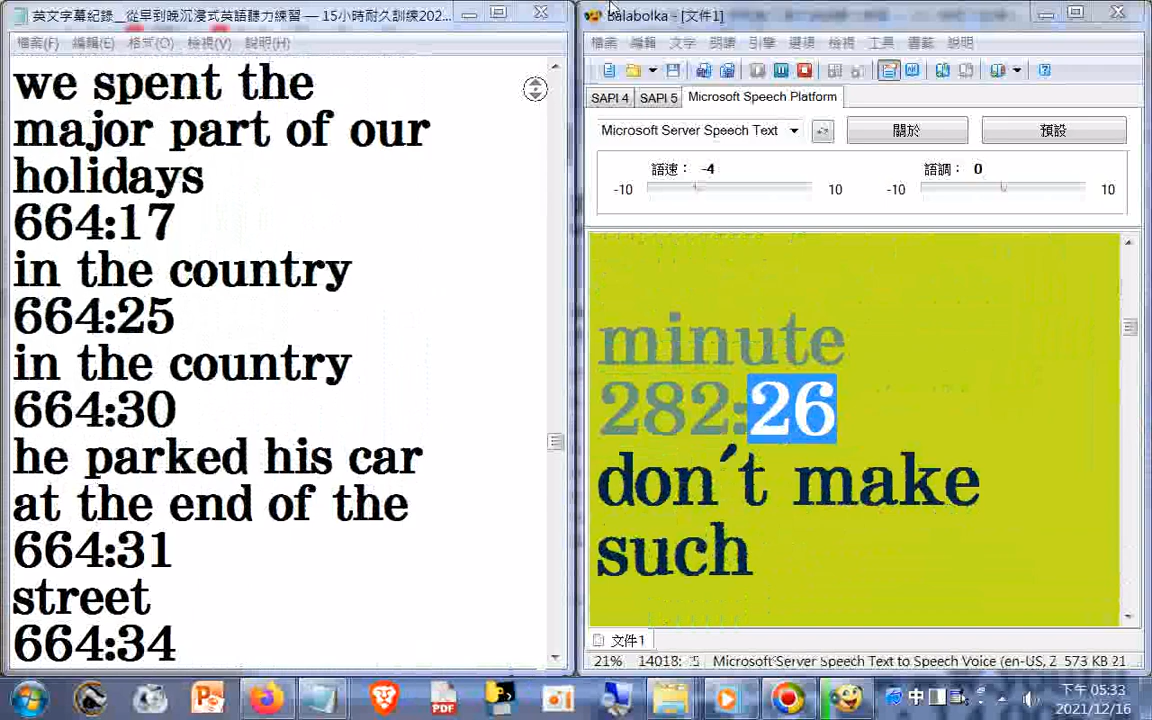 英文字幕紀錄__從早到晚沉浸式英語聽力練習 — 15小時耐久訓練202...
檔案(F) 編輯(E) 格式(O) 檢視(V) 說明(H)
we spent the
major part of our
holidays
664:17
in the country
664:25
in the country
664:30
he parked his car
at the end of the
664:31
street
664:34
Balabolka - [文件1]
檔案 編輯 文字 朗讀 引擎 選項 檢視 工具 書籤 說明
SAPI 4 SAPI 5 Microsoft Speech Platform
Microsoft Server Speech Text 關於 預設
語速： -4 語調： 0
-10 10 -10 10
minute
282:26
don't make
such
文件1
21% 14018: 5 Microsoft Server Speech Text to Speech Voice (en-US, Z 573 KB 21
PDF
中
下午 05:33
2021/12/16